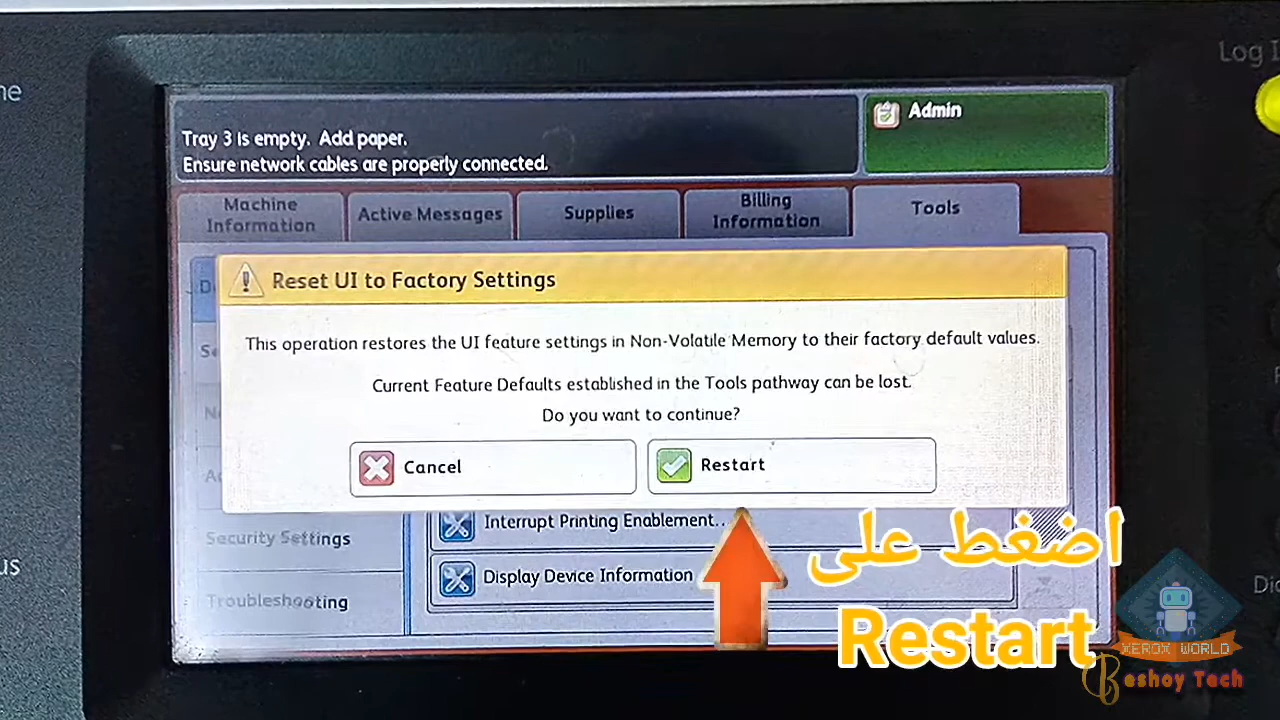 Log I
Tray 3 is empty. Add paper.
Ensure network cables are properly connected.
Admin
Machine
Information
Active Messages
Supplies
Billing
Information
Tools
Reset UI to Factory Settings
This operation restores the UI feature settings in Non-Volatile Memory to their factory default values.
Current Feature Defaults established in the Tools pathway can be lost.
Do you want to continue?
Cancel
Restart
Interrupt Printing Enablement..
Security Settings
Display Device Information
Troubleshooting
اضغط على
Restart
XEROX WORLD
Beshoy Tech